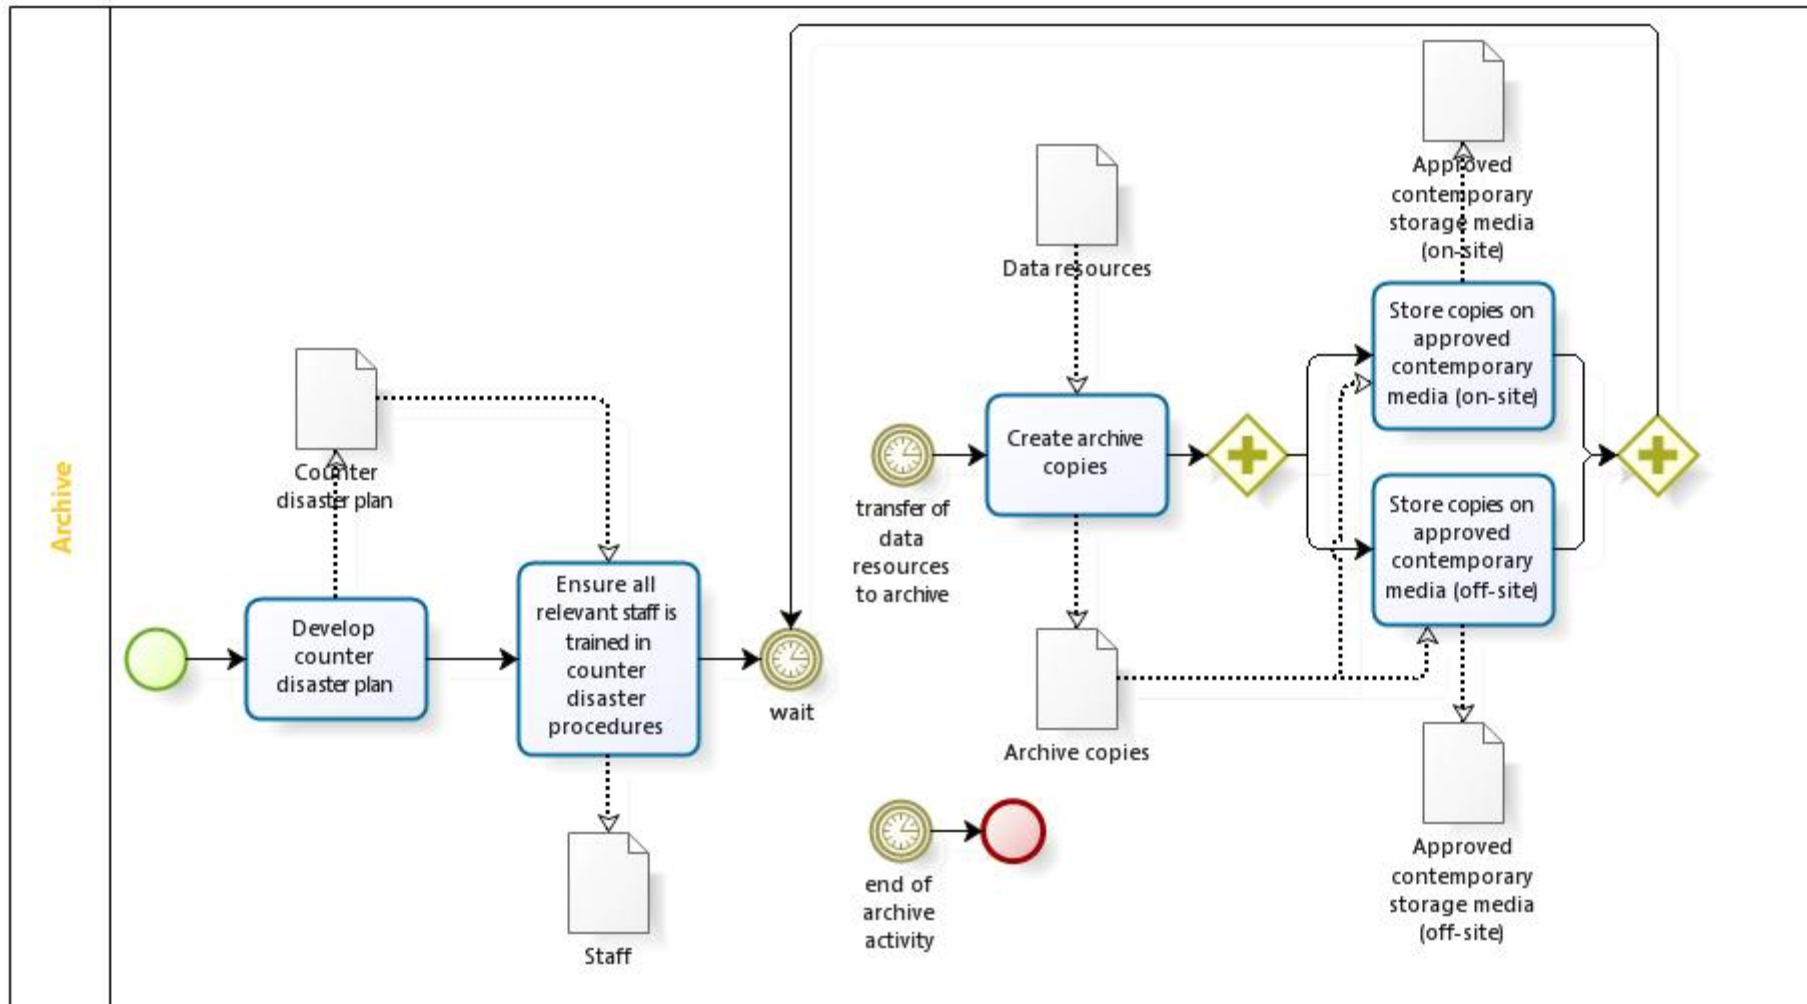 Archive
Counter
disaster plan
Develop
counter
disaster plan
Ensure all
relevant staff is
trained in
counter
disaster
procedures
Staff
wait
transfer of
data
resources
to archive
Data resources
Create archive
copies
Archive copies
end of
archive
activity
Approved
contemporary
storage media
(on-site)
Store copies on
approved
contemporary
media (on-site)
Store copies on
approved
contemporary
media (off-site)
Approved
contemporary
storage media
(off-site)